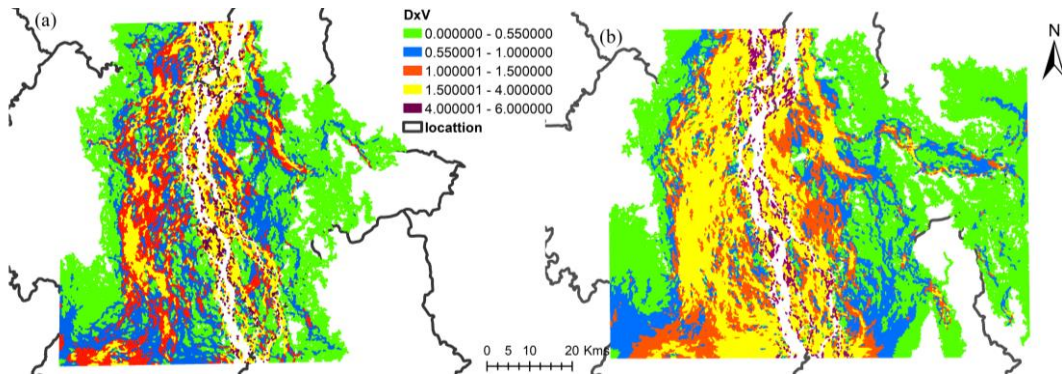 (a)
DxV
0.000000 - 0.550000
0.550001 - 1.000000
1.000001 - 1.500000
1.500001 - 4.000000
4.000001 - 6.000000
locattion
(b)
N
0 5 10 20 Kms